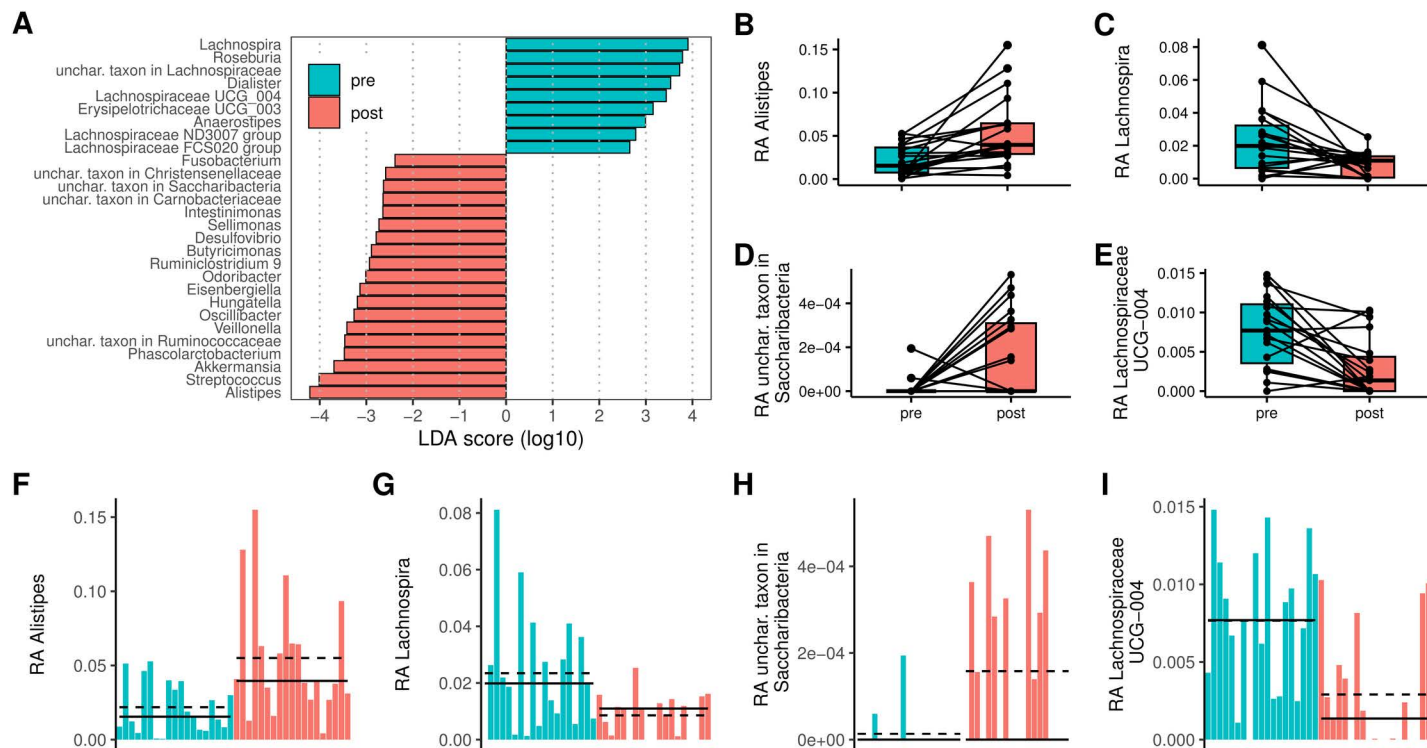 A
Lachnospira
Roseburia
unchar. taxon in Lachnospiraceae
Dialister
Lachnospiraceae UCG_004
Erysipelotrichaceae UCG_003
Anaerostipes
Lachnospiraceae ND3007 group
Lachnospiraceae FCS020 group
Fusobacterium
unchar. taxon in Christensenellaceae
unchar. taxon in Saccharibacteria
unchar. taxon in Carnobacteriaceae
Intestinimonas
Sellimonas
Desulfovibrio
Butyricimonas
Ruminiclostridium 9
Odoribacter
Eisenbergiella
Hungatella
Oscillibacter
Veillonella
unchar. taxon in Ruminococcaceae
Phascolarctobacterium
Akkermansia
Streptococcus
Alistipes
pre
post
−4 −3 −2 −1 0 1 2 3 4
LDA score (log10)
B
RA Alistipes
0.15
0.10
0.05
0.00
C
RA Lachnospira
0.08
0.06
0.04
0.02
0.00
D
RA unchar. taxon in
Saccharibacteria
4e−04
2e−04
0e+00
pre post
E
RA Lachnospiraceae
UCG−004
0.015
0.010
0.005
0.000
pre post
F
RA Alistipes
0.15
0.10
0.05
0.00
G
RA Lachnospira
0.08
0.06
0.04
0.02
0.00
H
RA unchar. taxon in
Saccharibacteria
4e−04
2e−04
0e+00
I
RA Lachnospiraceae
UCG−004
0.015
0.010
0.005
0.000